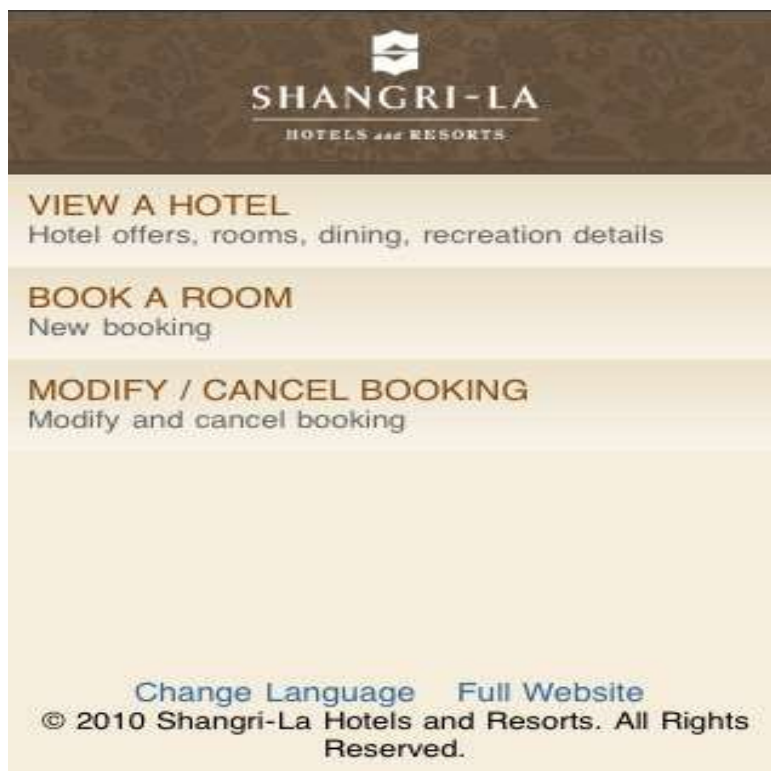 SHANGRI-LA
HOTELS and RESORTS
VIEW A HOTEL
Hotel offers, rooms, dining, recreation details
BOOK A ROOM
New booking
MODIFY / CANCEL BOOKING
Modify and cancel booking
Change Language Full Website
© 2010 Shangri-La Hotels and Resorts. All Rights
Reserved.